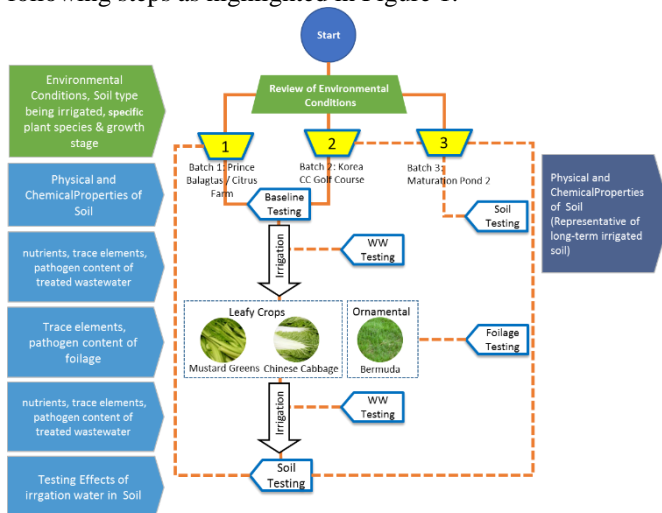 following steps as highlighted in Figure 1.
Start
Review of Environmental
Conditions
Environmental
Conditions, Soil type
being irrigated, specific
plant species & growth
stage
1
2
3
Batch 1: Prince
Balagtas / Citrus
Farm
Batch 2: Korea
CC Golf Course
Batch 3:
Maturation Pond 2
Physical and
ChemicalProperties of
Soil
Baseline
Testing
Soil
Testing
Physical and
ChemicalProperties
of Soil
(Representative of
long-term irrigated
soil)
nutrients, trace elements,
pathogen content of
treated wastewater
Irrigation
WW
Testing
Trace elements,
pathogen content of
foliage
Leafy Crops
Mustard Greens
Chinese Cabbage
Ornamental
Bermuda
Foliage
Testing
nutrients, trace elements,
pathogen content of
treated wastewater
Irrigation
WW
Testing
Testing Effects of
irrgation water in Soil
Soil
Testing